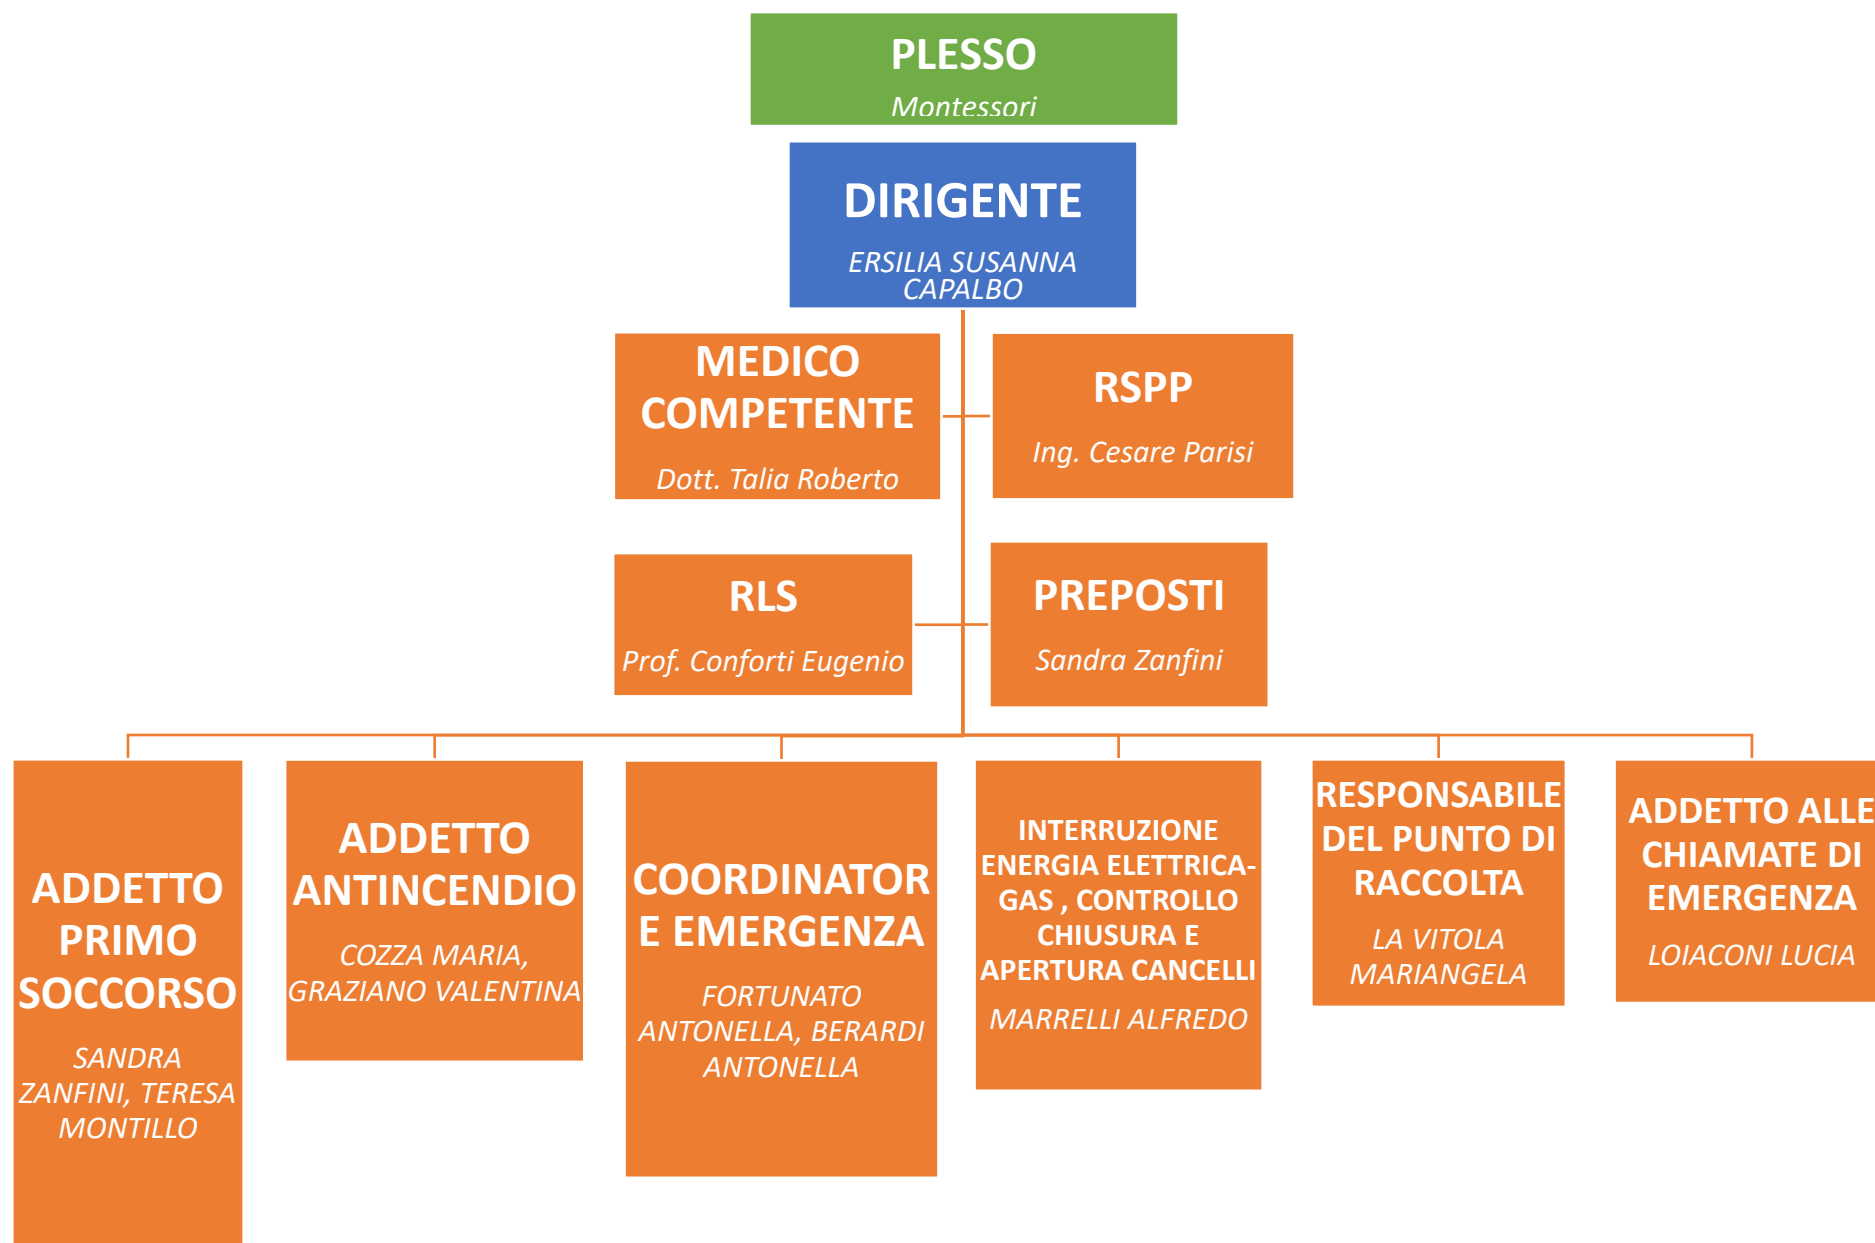 PLESSO
Montessori
DIRIGENTE
ERSILIA SUSANNA
CAPALBO
MEDICO
COMPETENTE
Dott. Talia Roberto
RSPP
Ing. Cesare Parisi
RLS
Prof. Conforti Eugenio
PREPOSTI
Sandra Zanfini
ADDETTO
PRIMO
SOCCORSO
SANDRA
ZANFINI, TERESA
MONTILLO
ADDETTO
ANTINCENDIO
COZZA MARIA,
GRAZIANO VALENTINA
COORDINATOR
E EMERGENZA
FORTUNATO
ANTONELLA, BERARDI
ANTONELLA
INTERRUZIONE
ENERGIA ELETTRICA-
GAS , CONTROLLO
CHIUSURA E
APERTURA CANCELLI
MARRELLI ALFREDO
RESPONSABILE
DEL PUNTO DI
RACCOLTA
LA VITOLA
MARIANGELA
ADDETTO ALLE
CHIAMATE DI
EMERGENZA
LOIACONI LUCIA